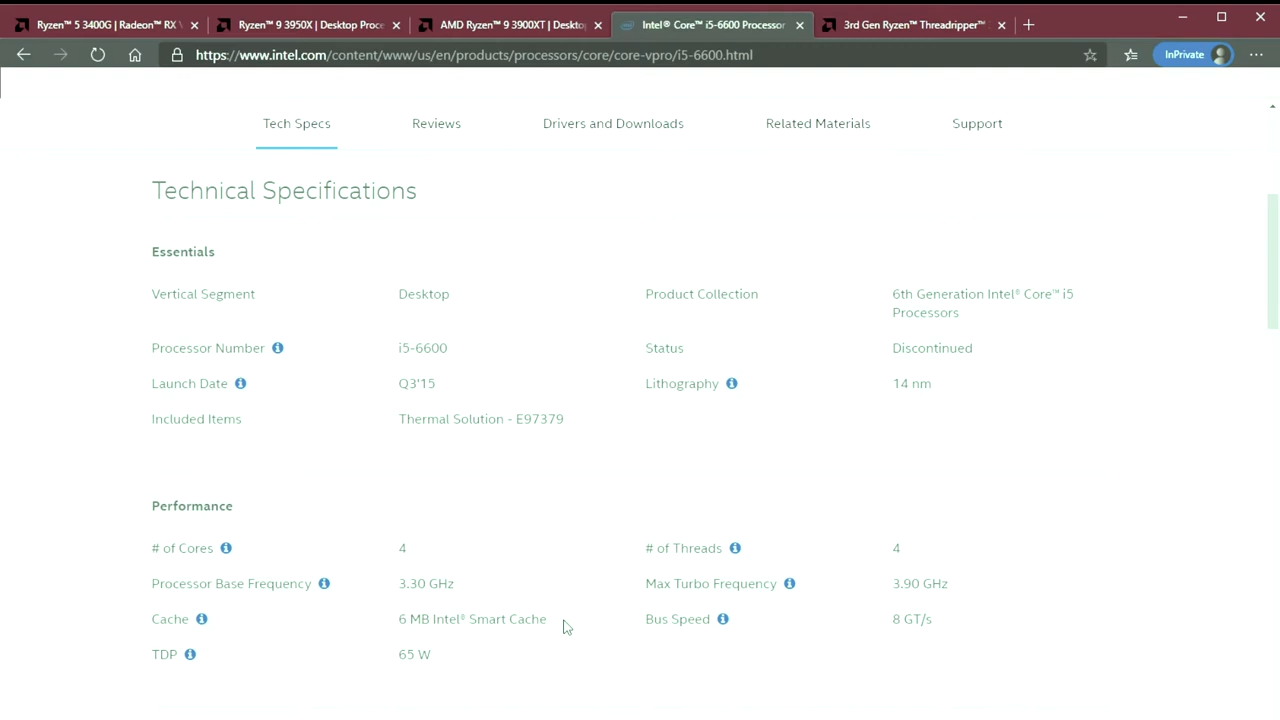 Ryzen™ 5 3400G | Radeon™ RX V
Ryzen™ 9 3950X | Desktop Proce
AMD Ryzen™ 9 3900XT | Deskto
Intel® Core™ i5-6600 Processor
3rd Gen Ryzen™ Threadripper™
https://www.intel.com/content/www/us/en/products/processors/core/core-vpro/i5-6600.html
InPrivate
Tech Specs Reviews Drivers and Downloads Related Materials Support
Technical Specifications
Essentials
Vertical Segment Desktop Product Collection 6th Generation Intel® Core™ i5
Processors
Processor Number i5-6600 Status Discontinued
Launch Date Q3'15 Lithography 14 nm
Included Items Thermal Solution - E97379
Performance
# of Cores 4 # of Threads 4
Processor Base Frequency 3.30 GHz Max Turbo Frequency 3.90 GHz
Cache 6 MB Intel® Smart Cache Bus Speed 8 GT/s
TDP 65 W